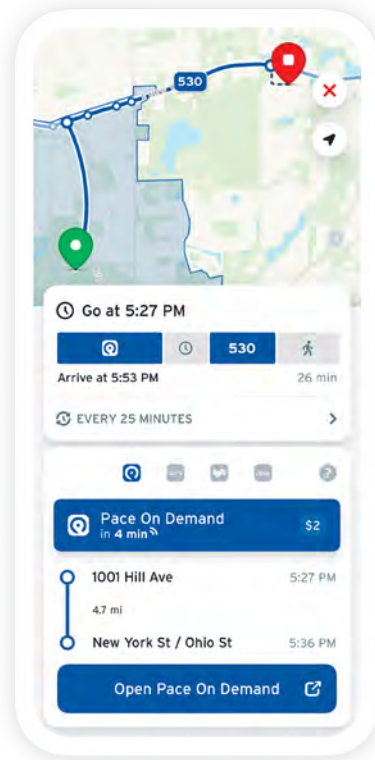 530
Go at 5:27 PM
530
Arrive at 5:53 PM 26 min
EVERY 25 MINUTES
?
Pace On Demand
in 4 min
$2
1001 Hill Ave 5:27 PM
4.7 mi
New York St / Ohio St 5:36 PM
Open Pace On Demand